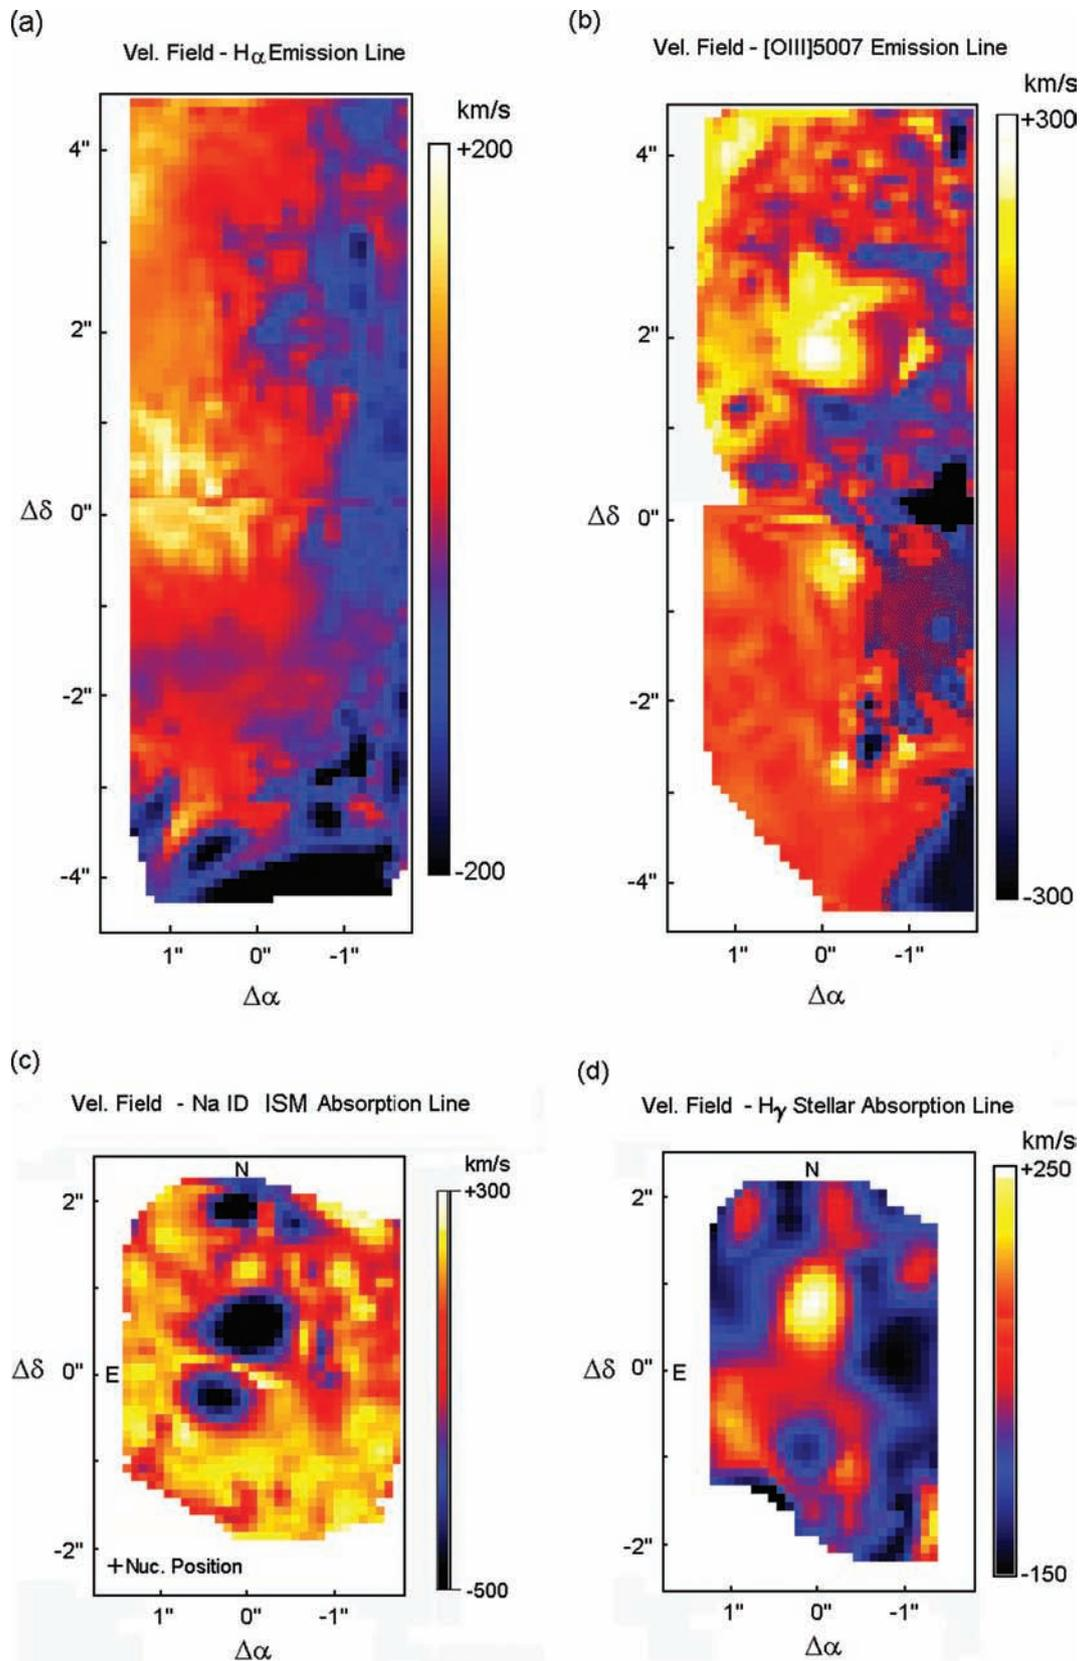 (a)
Vel. Field - Hα Emission Line
km/s
+200
4"
2"
Δδ 0"
-2"
-4"
-200
1" 0" -1"
Δα
(b)
Vel. Field - [OIII]5007 Emission Line
km/s
+300
4"
2"
Δδ 0"
-2"
-4"
-300
1" 0" -1"
Δα
(c)
Vel. Field - Na ID ISM Absorption Line
km/s
+300
N
2"
Δδ 0" E
-2"
+Nuc. Position
-500
1" 0" -1"
Δα
(d)
Vel. Field - Hγ Stellar Absorption Line
km/s
+250
N
2"
Δδ 0" E
-2"
-150
1" 0" -1"
Δα